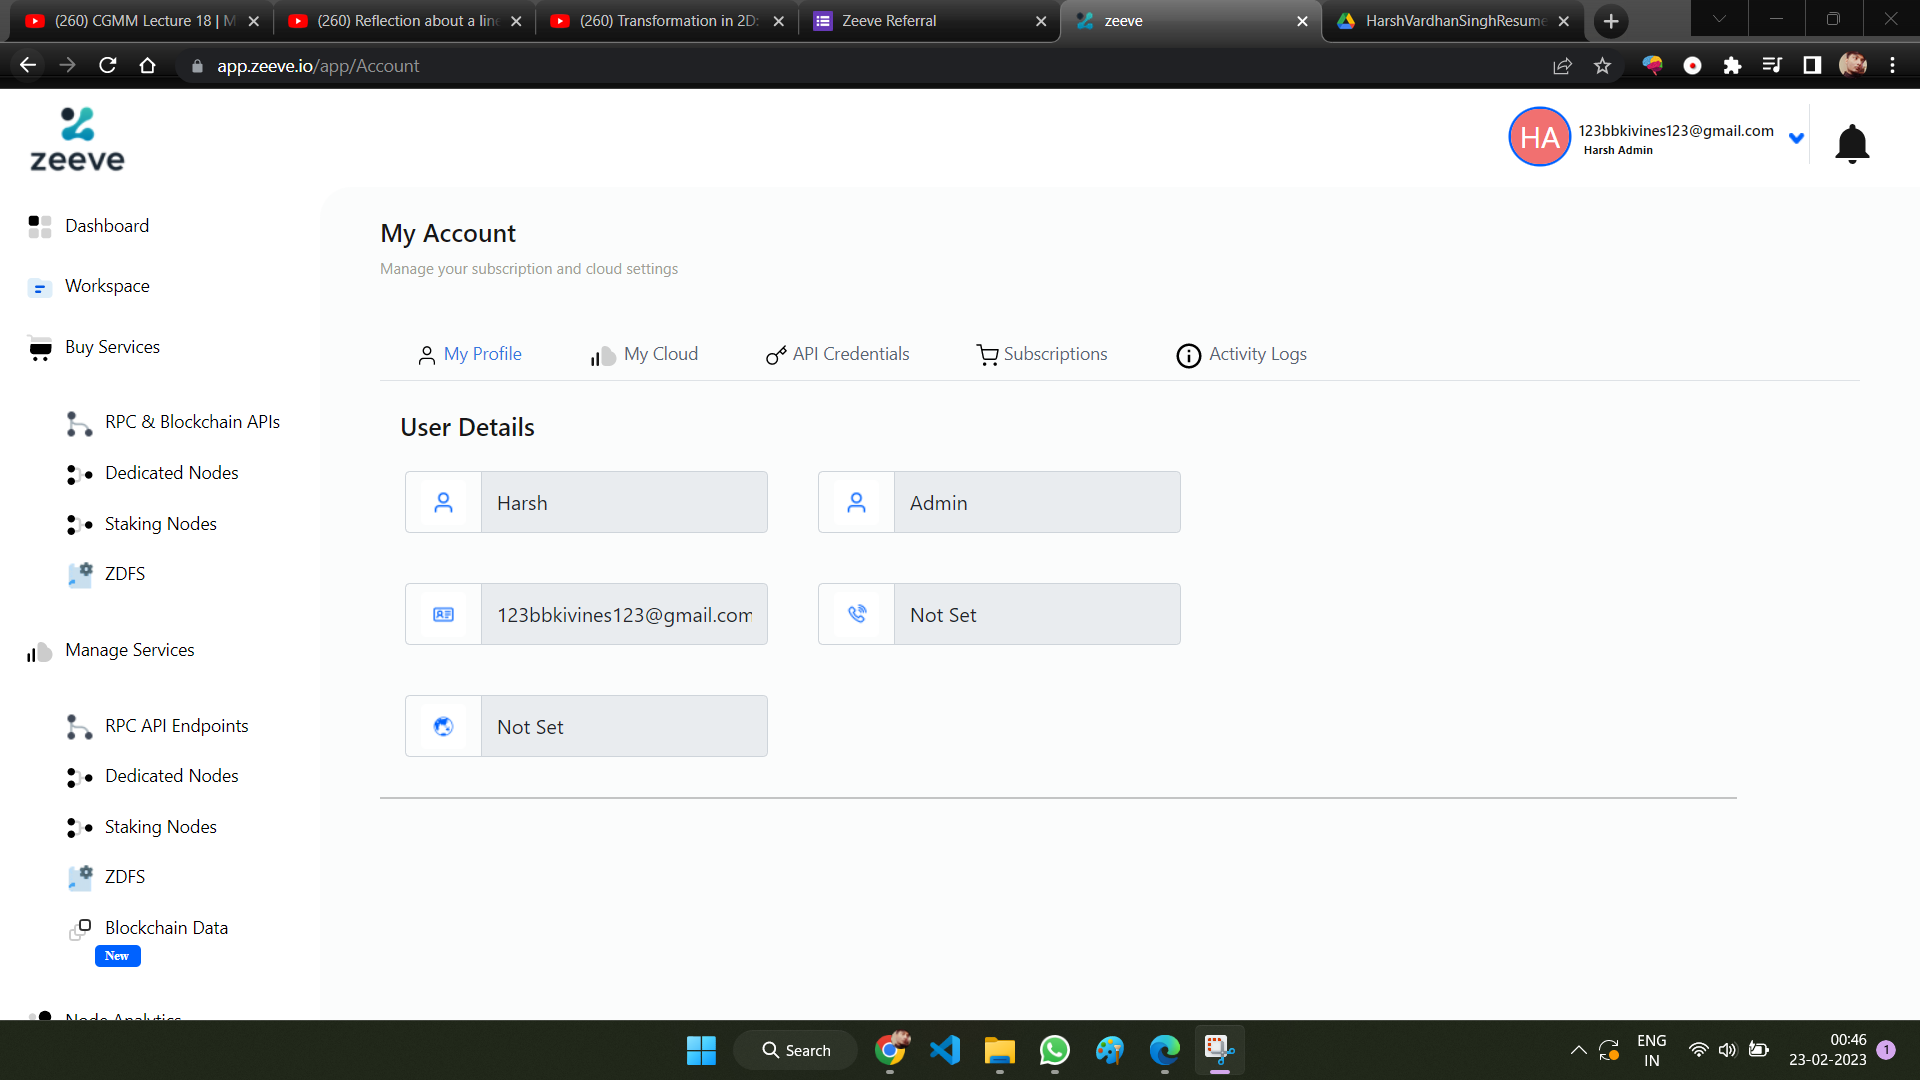 (260) CGMM Lecture 18 | M
(260) Reflection about a line
(260) Transformation in 2D:
Zeeve Referral
zeeve
HarshVardhanSinghResume
app.zeeve.io/app/Account
zeeve
HA
123bbkivines123@gmail.com
Harsh Admin
Dashboard
Workspace
Buy Services
RPC & Blockchain APIs
Dedicated Nodes
Staking Nodes
ZDFS
Manage Services
RPC API Endpoints
Dedicated Nodes
Staking Nodes
ZDFS
Blockchain Data
New
Node Analytics
My Account
Manage your subscription and cloud settings
My Profile
My Cloud
API Credentials
Subscriptions
Activity Logs
User Details
Harsh
Admin
123bbkivines123@gmail.com
Not Set
Not Set
Search
ENG
IN
00:46
23-02-2023
1